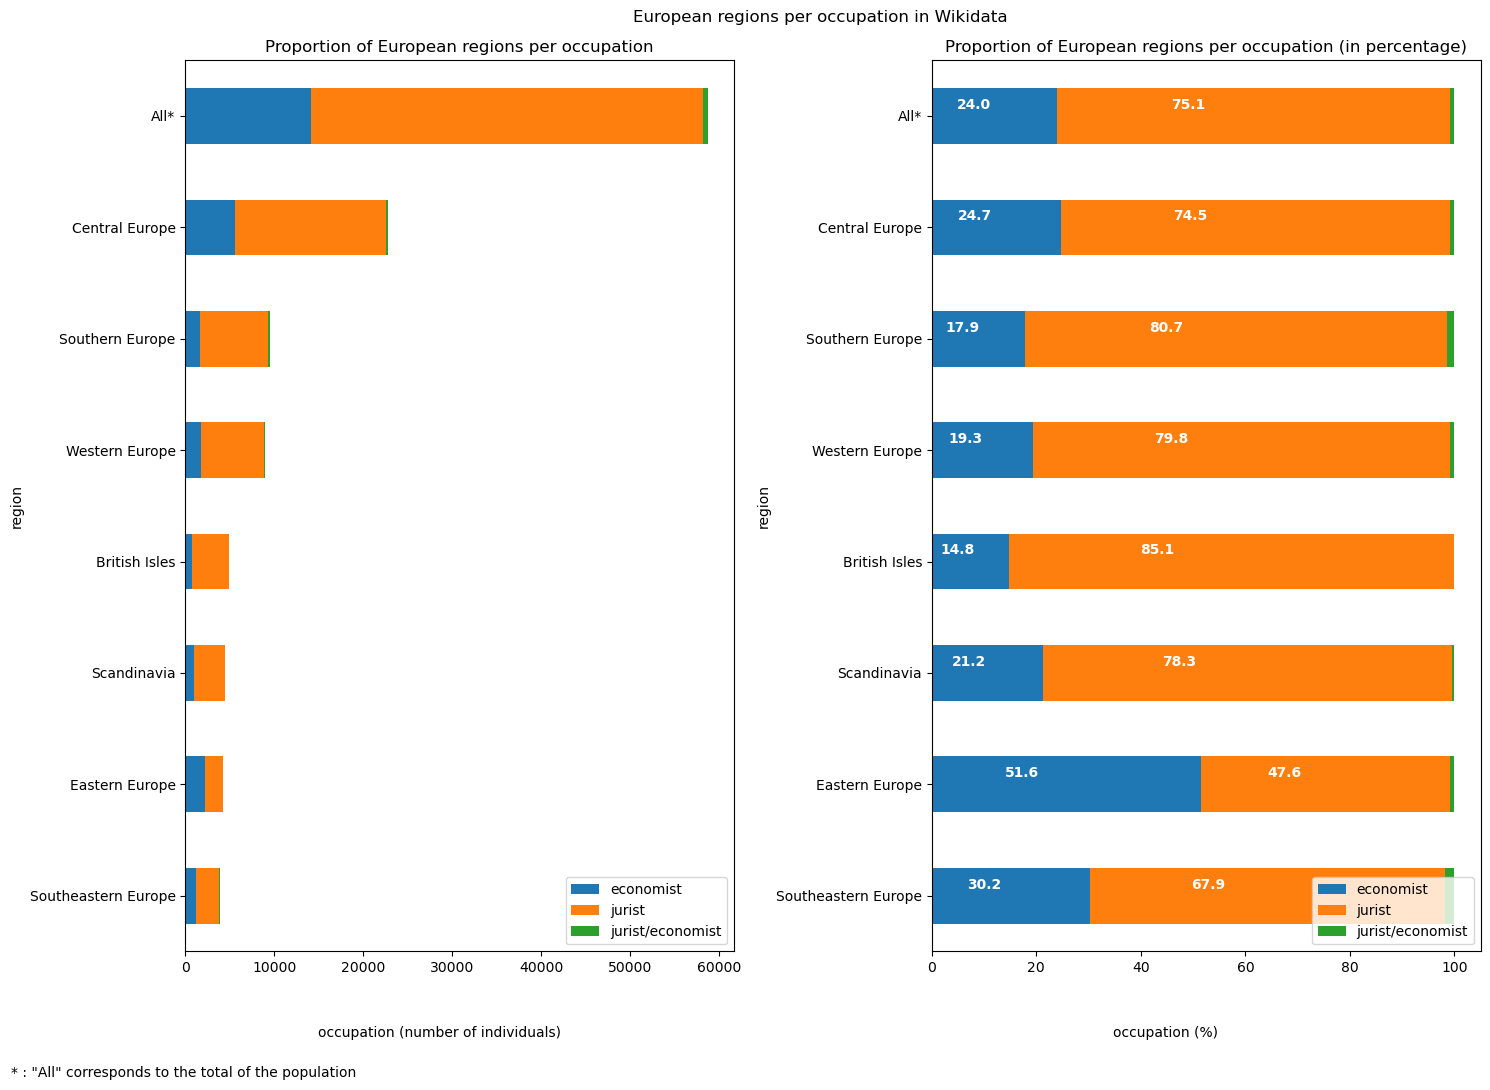 European regions per occupation in Wikidata
Proportion of European regions per occupation
region
All*
Central Europe
Southern Europe
Western Europe
British Isles
Scandinavia
Eastern Europe
Southeastern Europe
economist
jurist
jurist/economist
0 10000 20000 30000 40000 50000 60000
occupation (number of individuals)
Proportion of European regions per occupation (in percentage)
region
All* 24.0 75.1
Central Europe 24.7 74.5
Southern Europe 17.9 80.7
Western Europe 19.3 79.8
British Isles 14.8 85.1
Scandinavia 21.2 78.3
Eastern Europe 51.6 47.6
Southeastern Europe 30.2 67.9
economist
jurist
jurist/economist
0 20 40 60 80 100
occupation (%)
* : "All" corresponds to the total of the population